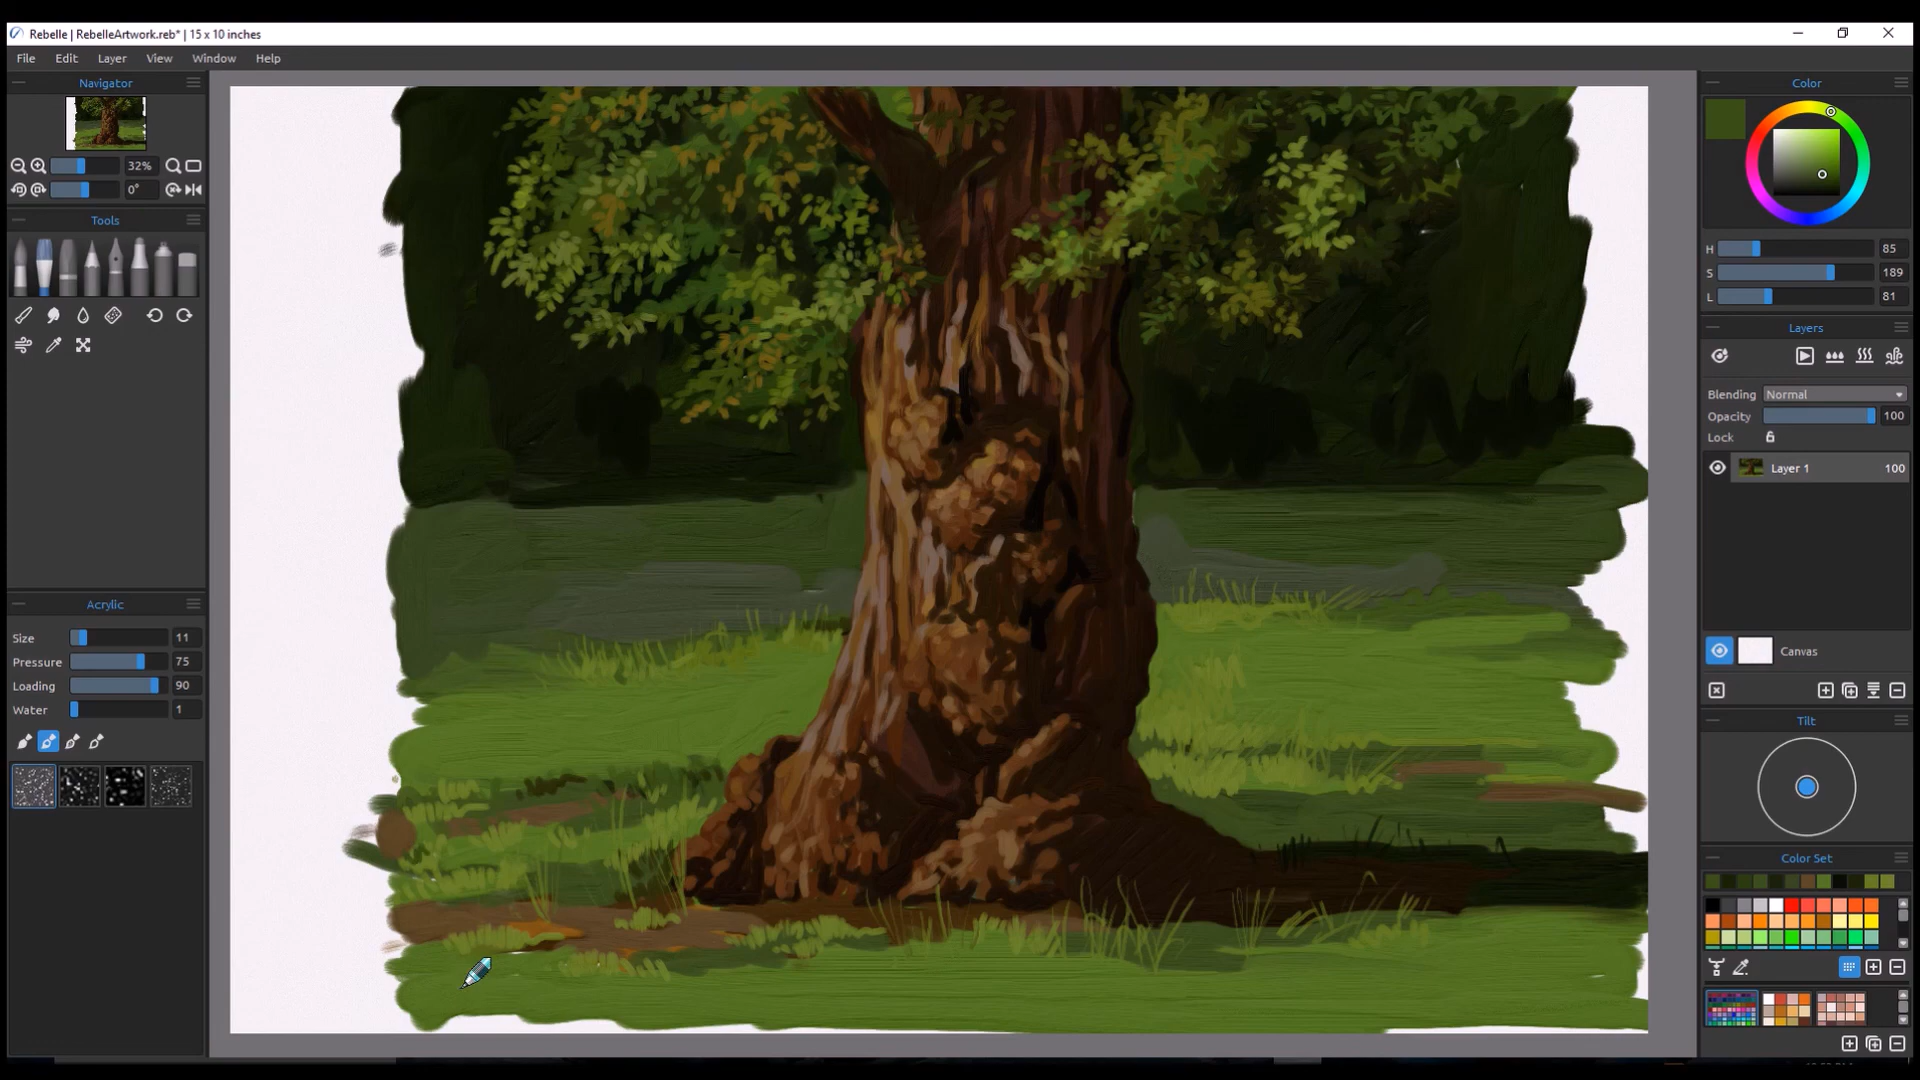 Rebelle | RebelleArtwork.reb* | 15 x 10 inches
File Edit Layer View Window Help
Navigator
32%
0°
Tools
Acrylic
Size 11
Pressure 75
Loading 90
Water 1
Color
H 85
S 189
L 81
Layers
Blending Normal
Opacity 100
Lock
Layer 1 100
Canvas
Tilt
Color Set